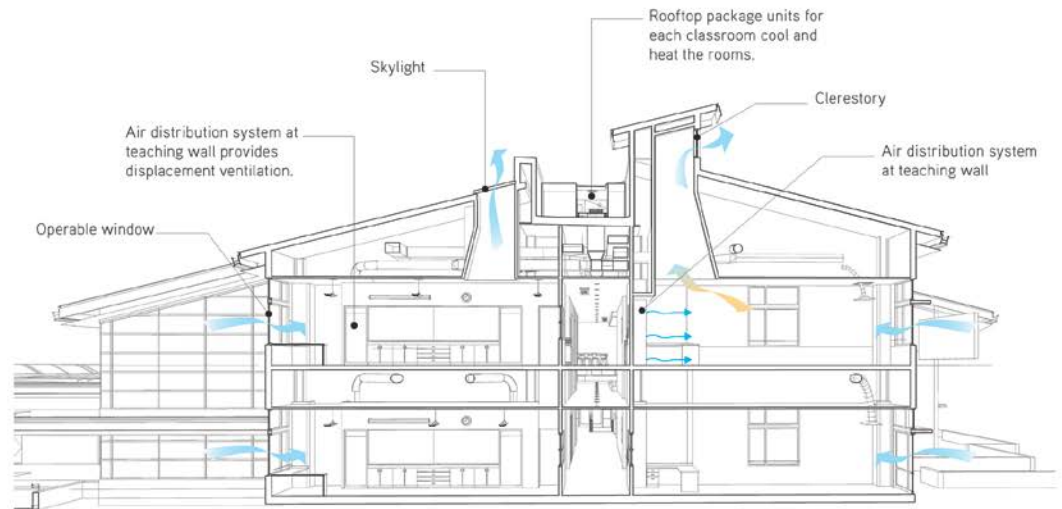 Rooftop package units for
each classroom cool and
heat the rooms.
Skylight
Clerestory
Air distribution system at
teaching wall provides
displacement ventilation.
Air distribution system
at teaching wall
Operable window